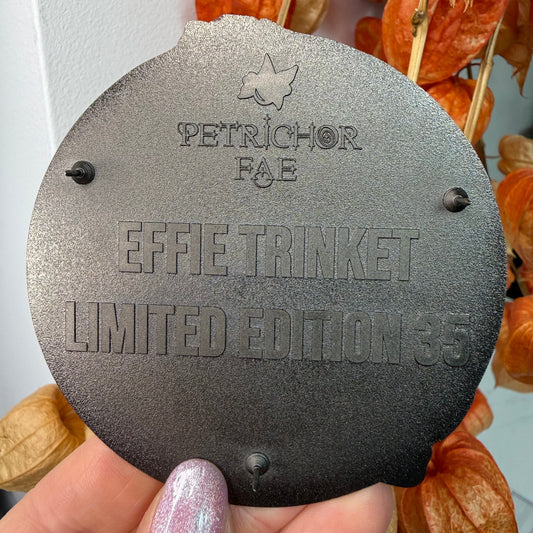 PETRICHOR
FAE
EFFIE TRINKET
LIMITED EDITION 35